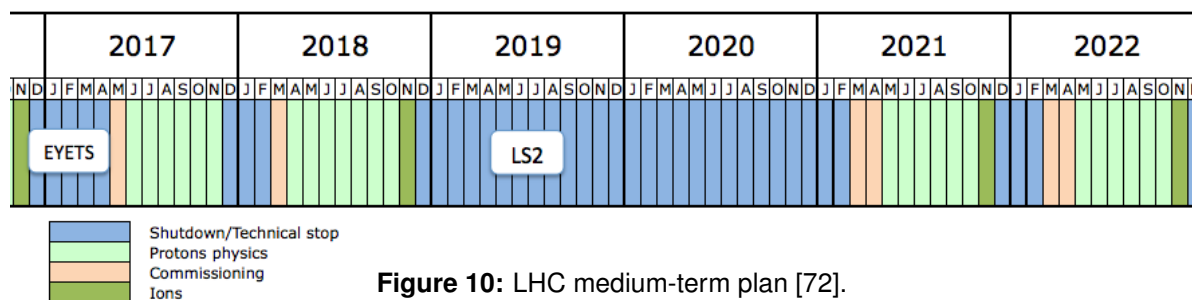 2017 2018 2019 2020 2021 2022
N D J F M A M J J A S O N D J F M A M J J A S O N D J F M A M J J A S O N D J F M A M J J A S O N D J F M A M J J A S O N D J F M A M J J A S O N
EYETS LS2
Shutdown/Technical stop
Protons physics
Commissioning
Ions
Figure 10: LHC medium-term plan [72].